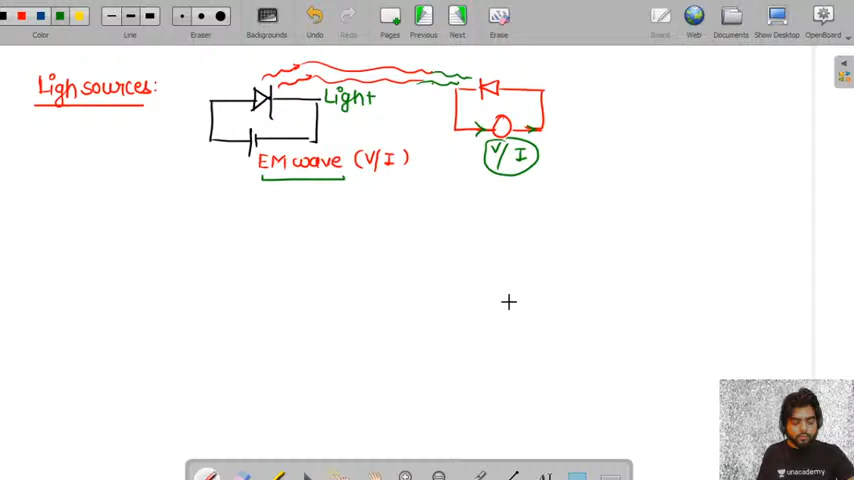 Color
Line
Eraser
Backgrounds
Undo
Redo
Pages
Previous
Next
Erase
Board
Web
Documents
Show Desktop
OpenBoard
Ligh sources:
Light
EM wave (V/I)
V/I
unacademy